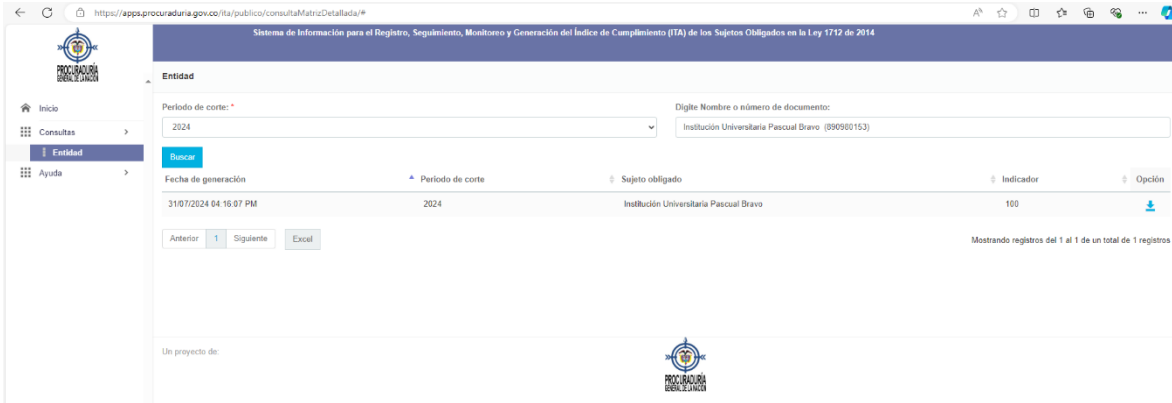 https://apps.procuraduria.gov.co/ita/publico/consultaMatrizDetallada/#
PROCURADURÍA
GENERAL DE LA NACIÓN
Sistema de Información para el Registro, Seguimiento, Monitoreo y Generación del Índice de Cumplimiento (ITA) de los Sujetos Obligados en la Ley 1712 de 2014
Entidad
Inicio
Consultas
Entidad
Ayuda
Periodo de corte: *
Digite Nombre o número de documento:
2024
Institución Universitaria Pascual Bravo (890980153)
Buscar
Fecha de generación Periodo de corte Sujeto obligado Indicador Opción
31/07/2024 04:16:07 PM 2024 Institución Universitaria Pascual Bravo 100
Anterior 1 Siguiente Excel
Mostrando registros del 1 al 1 de un total de 1 registros
Un proyecto de:
PROCURADURÍA
GENERAL DE LA NACIÓN